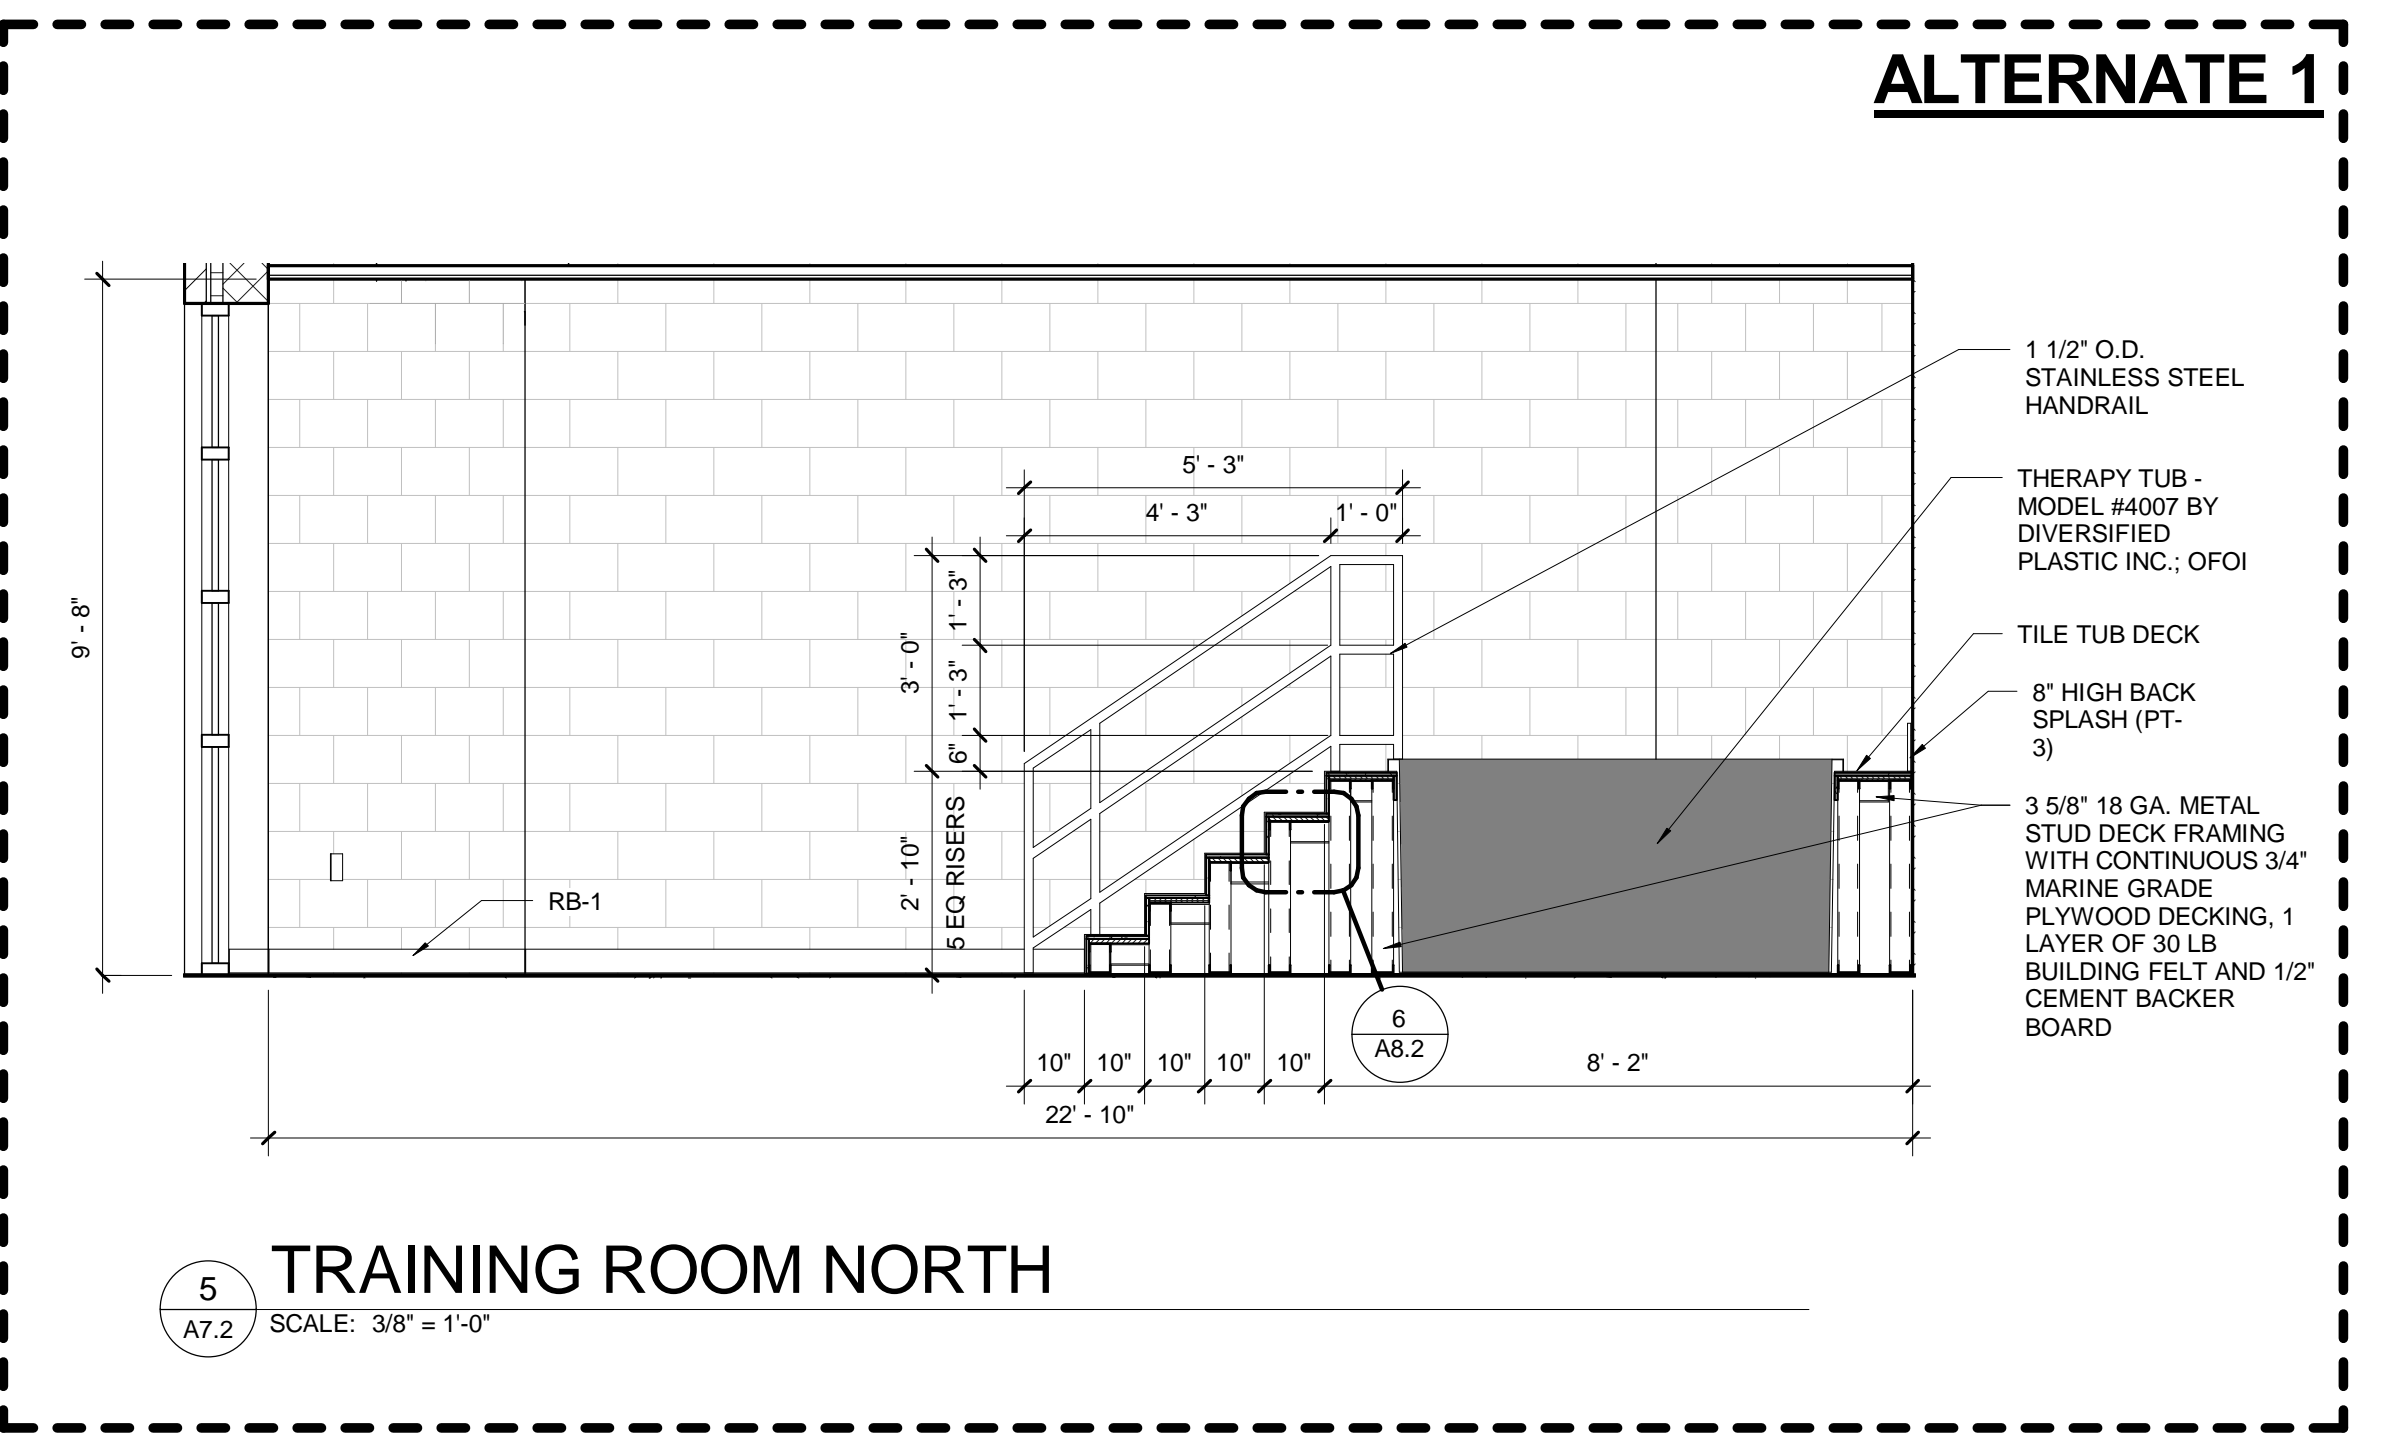 ALTERNATE 1
1 1/2" O.D.
STAINLESS STEEL
HANDRAIL
THERAPY TUB -
MODEL #4007 BY
DIVERSIFIED
PLASTIC INC.; OFOI
TILE TUB DECK
8" HIGH BACK
SPLASH (PT-
3)
3 5/8" 18 GA. METAL
STUD DECK FRAMING
WITH CONTINUOUS 3/4"
MARINE GRADE
PLYWOOD DECKING, 1
LAYER OF 30 LB
BUILDING FELT AND 1/2"
CEMENT BACKER
BOARD
5' - 3"
4' - 3"
1' - 0"
9' - 8"
3' - 0"
1' - 3"
1' - 3"
6"
2' - 10"
5 EQ RISERS
RB-1
6
A8.2
10"
10"
10"
10"
10"
8' - 2"
22' - 10"
5
A7.2
TRAINING ROOM NORTH
SCALE: 3/8" = 1'-0"